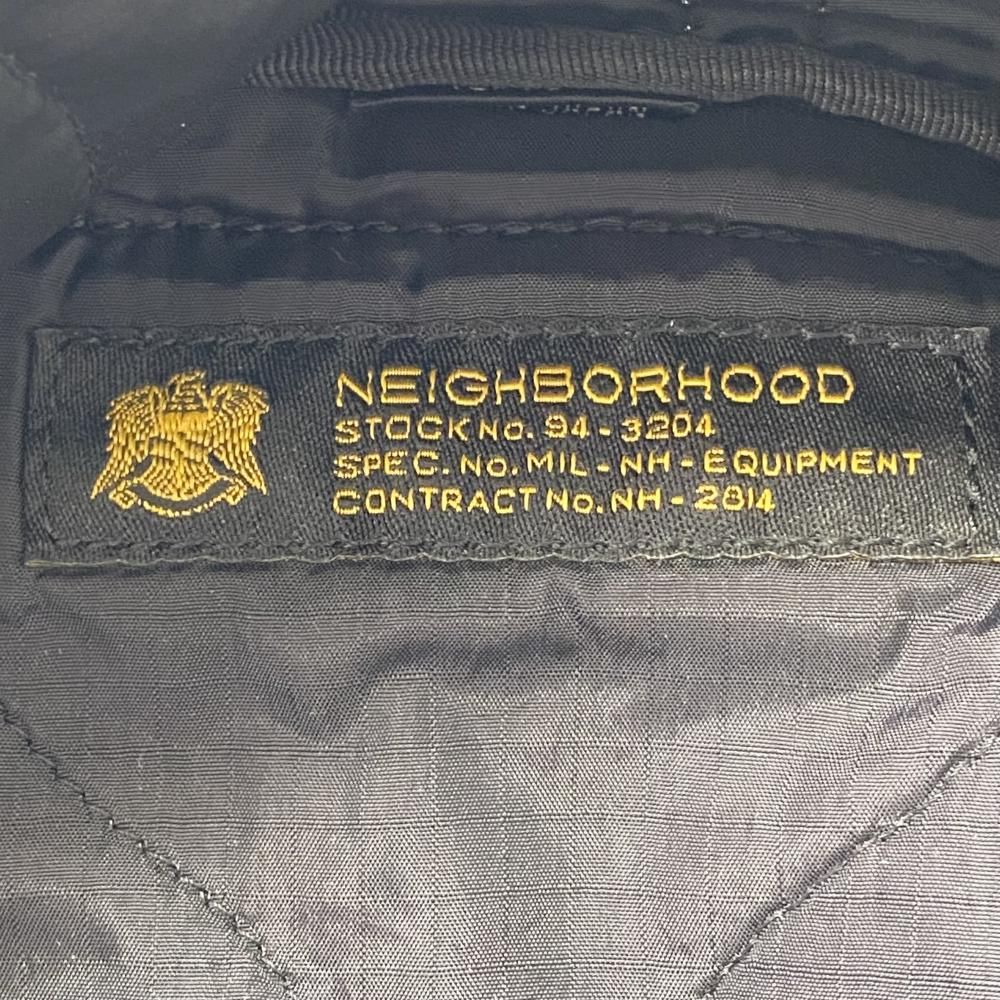 NEIGHBORHOOD
STOCK No. 94-3204
SPEC. No. MIL-NH-EQUIPMENT
CONTRACT No. NH-2814